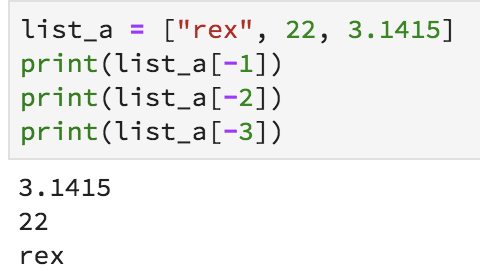 list_a = ["rex", 22, 3.1415]
print(list_a[-1])
print(list_a[-2])
print(list_a[-3])
3.1415
22
rex